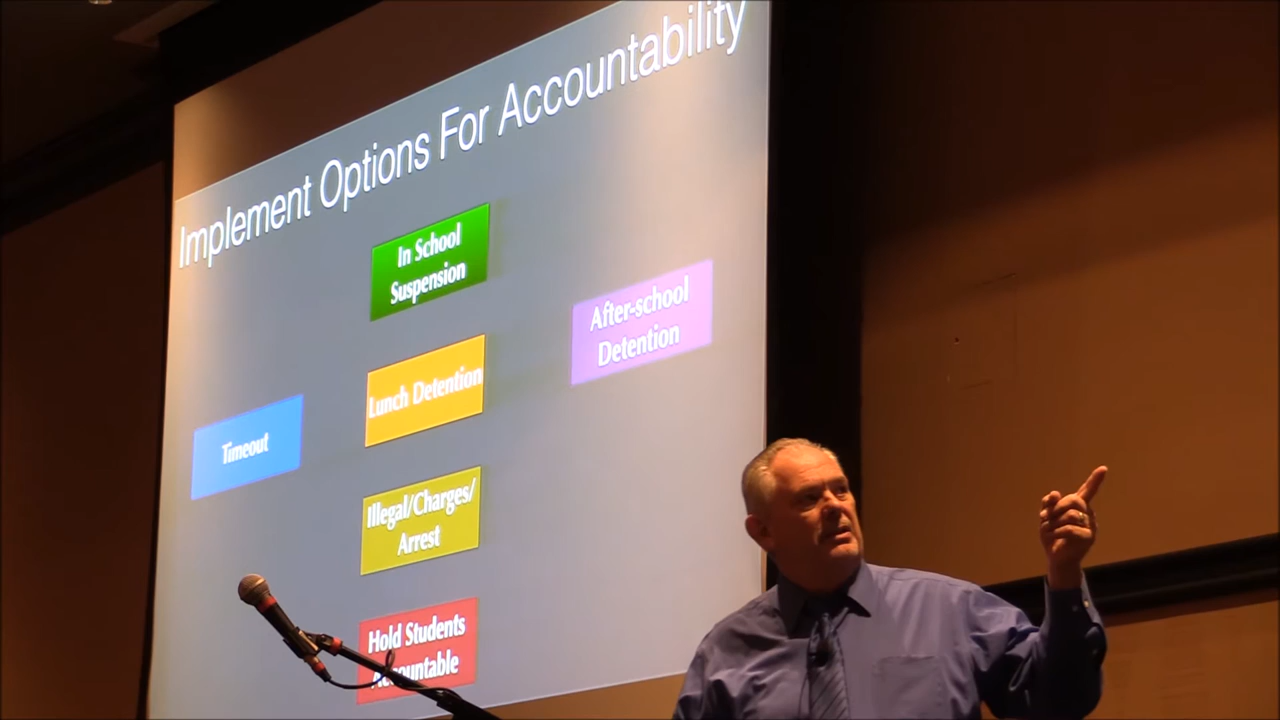 Implement Options For Accountability
In School
Suspension
After-school
Detention
Lunch Detention
Timeout
Illegal/Charges/
Arrest
Hold Students
Accountable